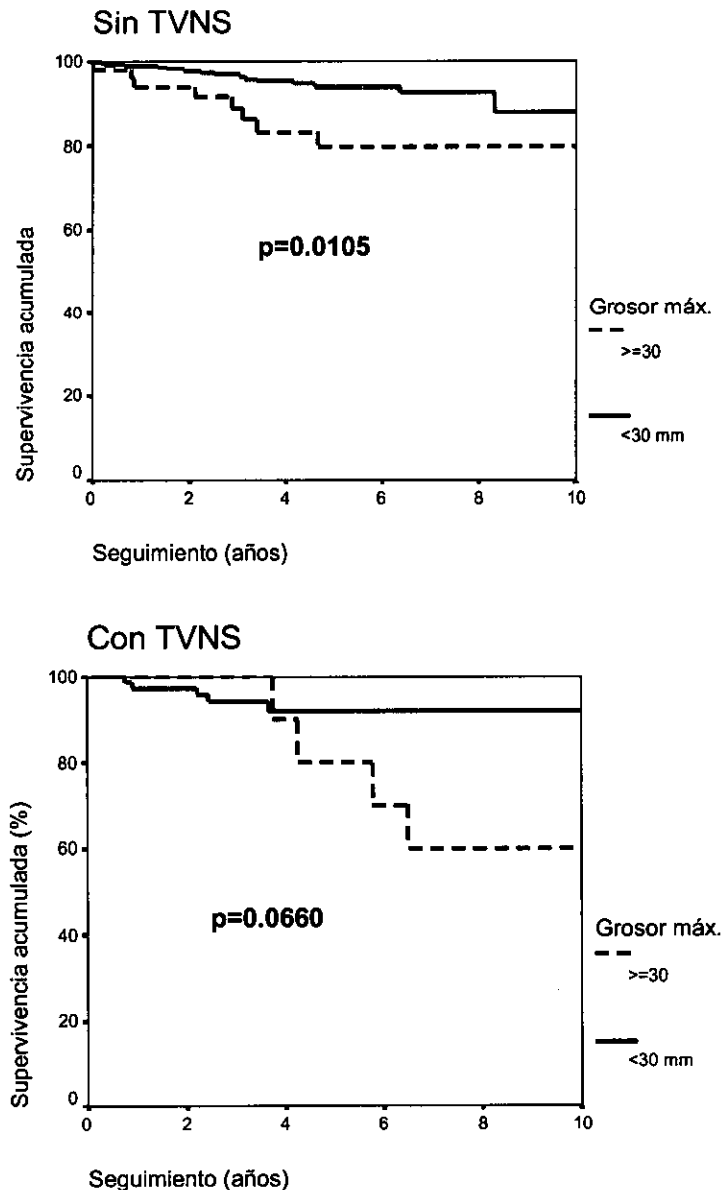 Sin TVNS
100
80
60
40
20
0
Supervivencia acumulada
p=0.0105
0 2 4 6 8 10
Seguimiento (años)
Grosor máx.
>=30
<30 mm
Con TVNS
100
80
60
40
20
0
Supervivencia acumulada (%)
p=0.0660
0 2 4 6 8 10
Seguimiento (años)
Grosor máx.
>=30
<30 mm